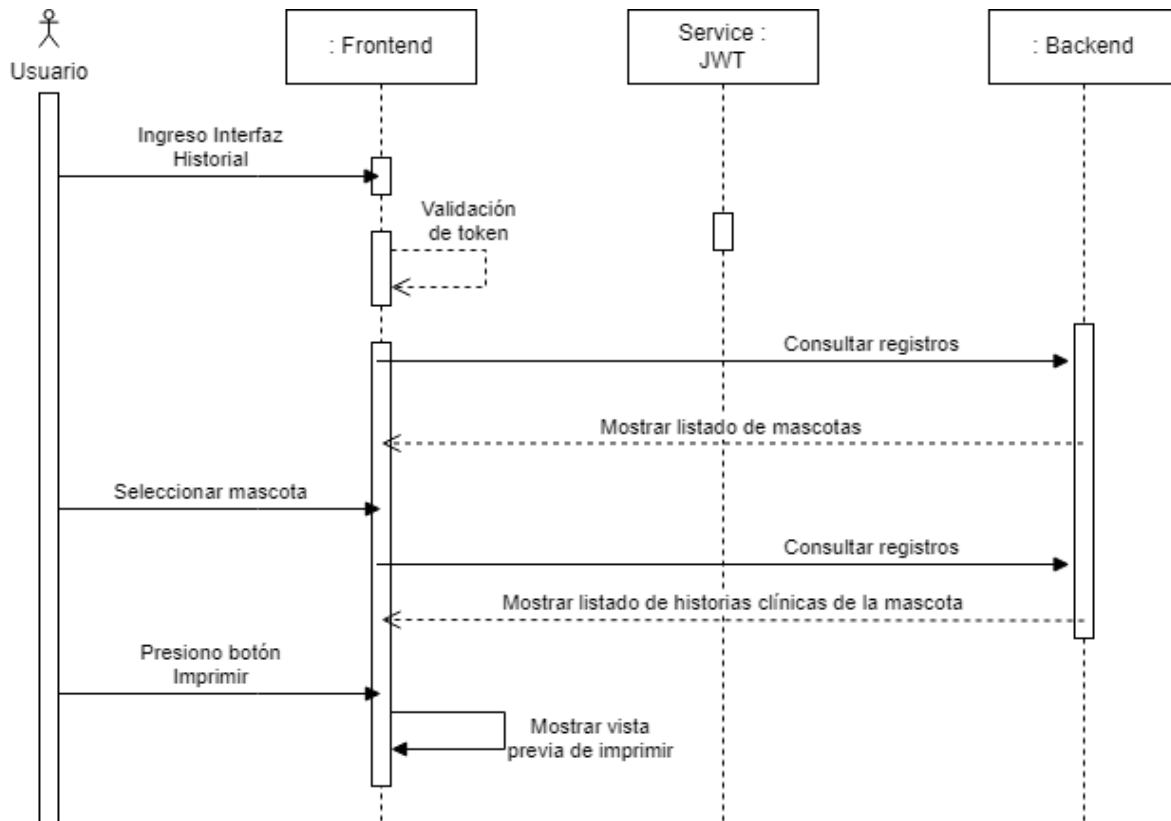 Usuario
: Frontend
Service :
JWT
: Backend
Ingreso Interfaz
Historial
Validación
de token
Consultar registros
Mostrar listado de mascotas
Seleccionar mascota
Consultar registros
Mostrar listado de historias clínicas de la mascota
Presiono botón
Imprimir
Mostrar vista
previa de imprimir